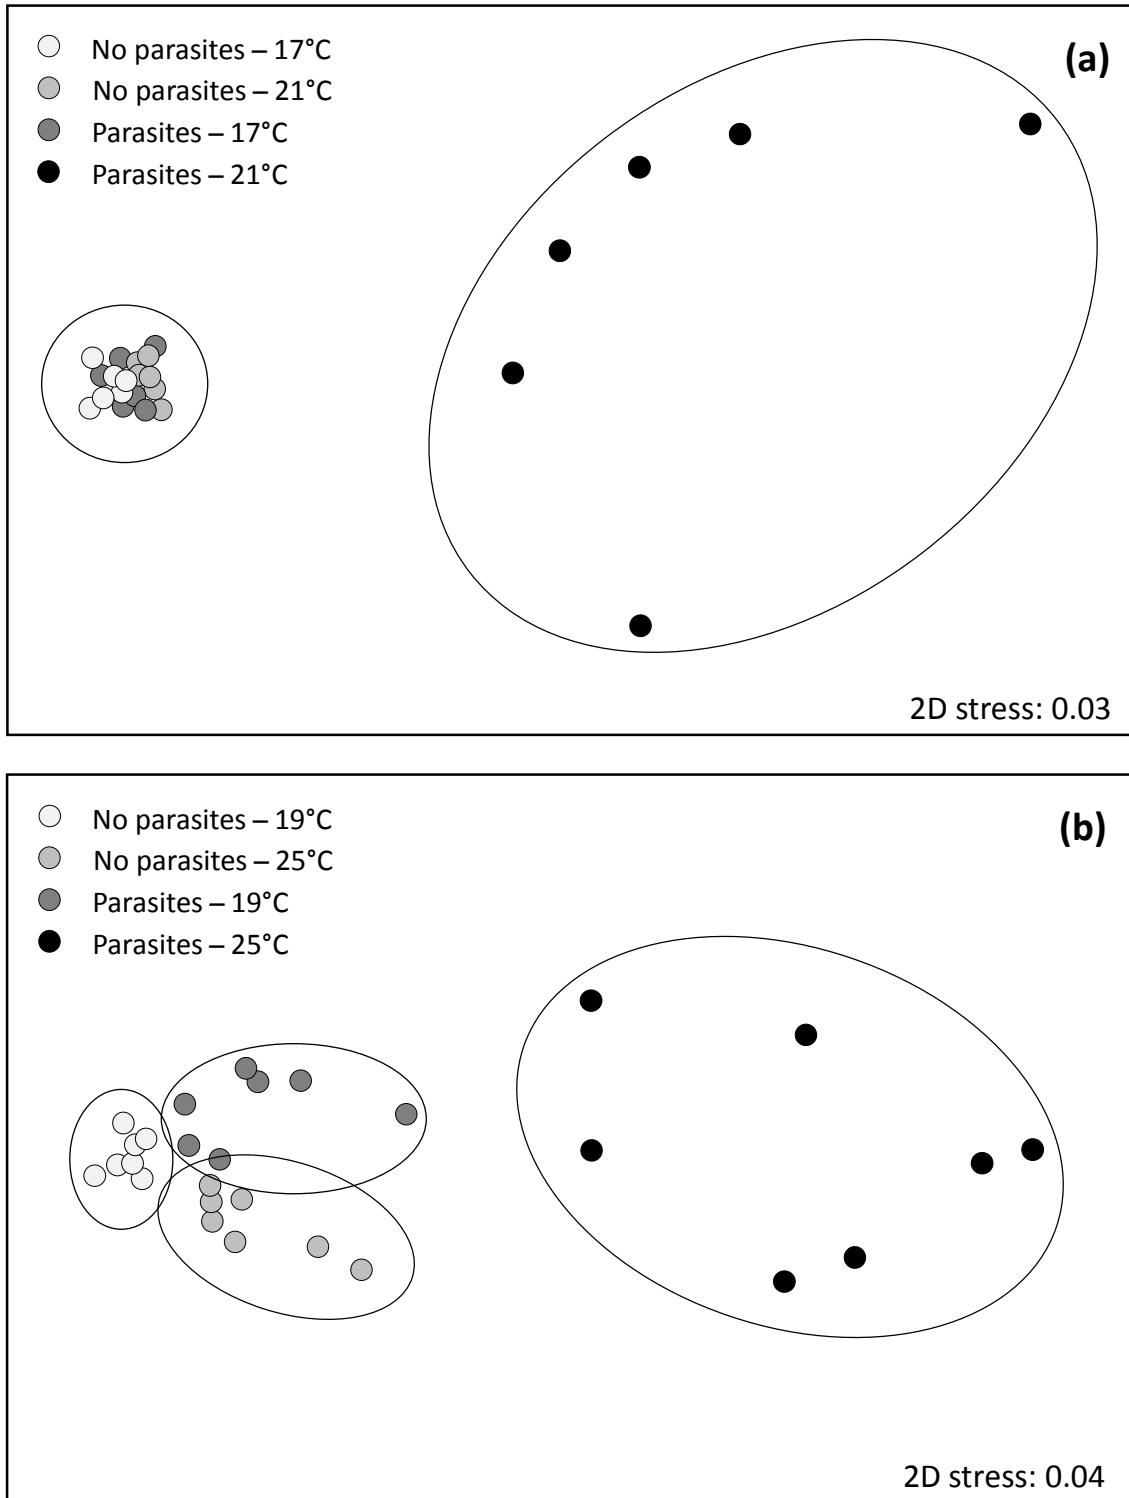 No parasites – 17°C
No parasites – 21°C
Parasites – 17°C
Parasites – 21°C
(a)
2D stress: 0.03
No parasites – 19°C
No parasites – 25°C
Parasites – 19°C
Parasites – 25°C
(b)
2D stress: 0.04